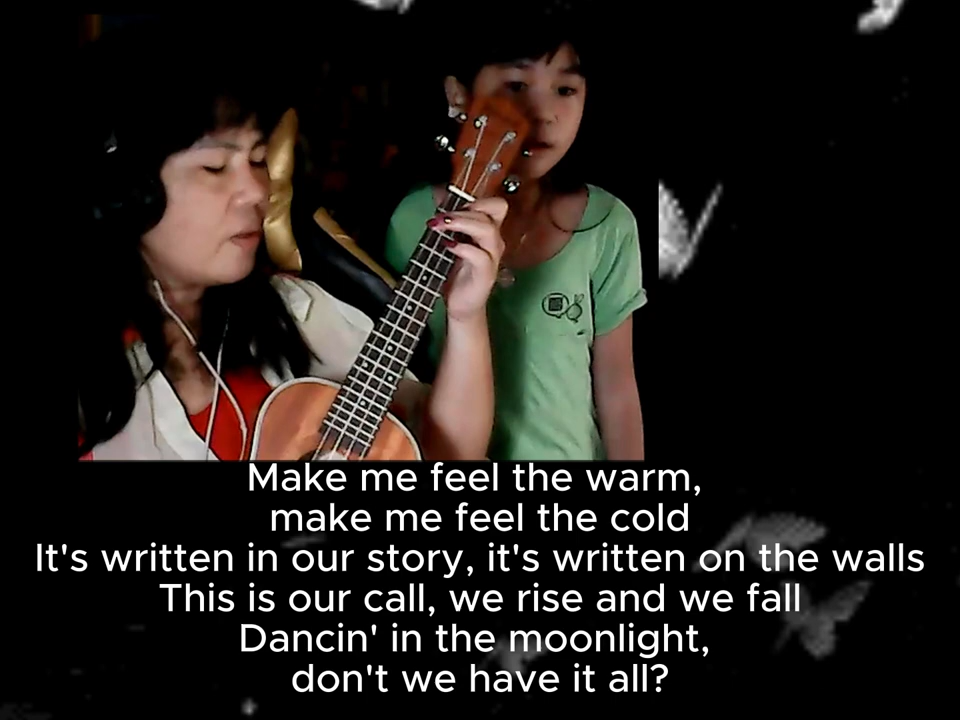 Make me feel the warm,
make me feel the cold
It's written in our story, it's written on the walls
This is our call, we rise and we fall
Dancin' in the moonlight,
don't we have it all?